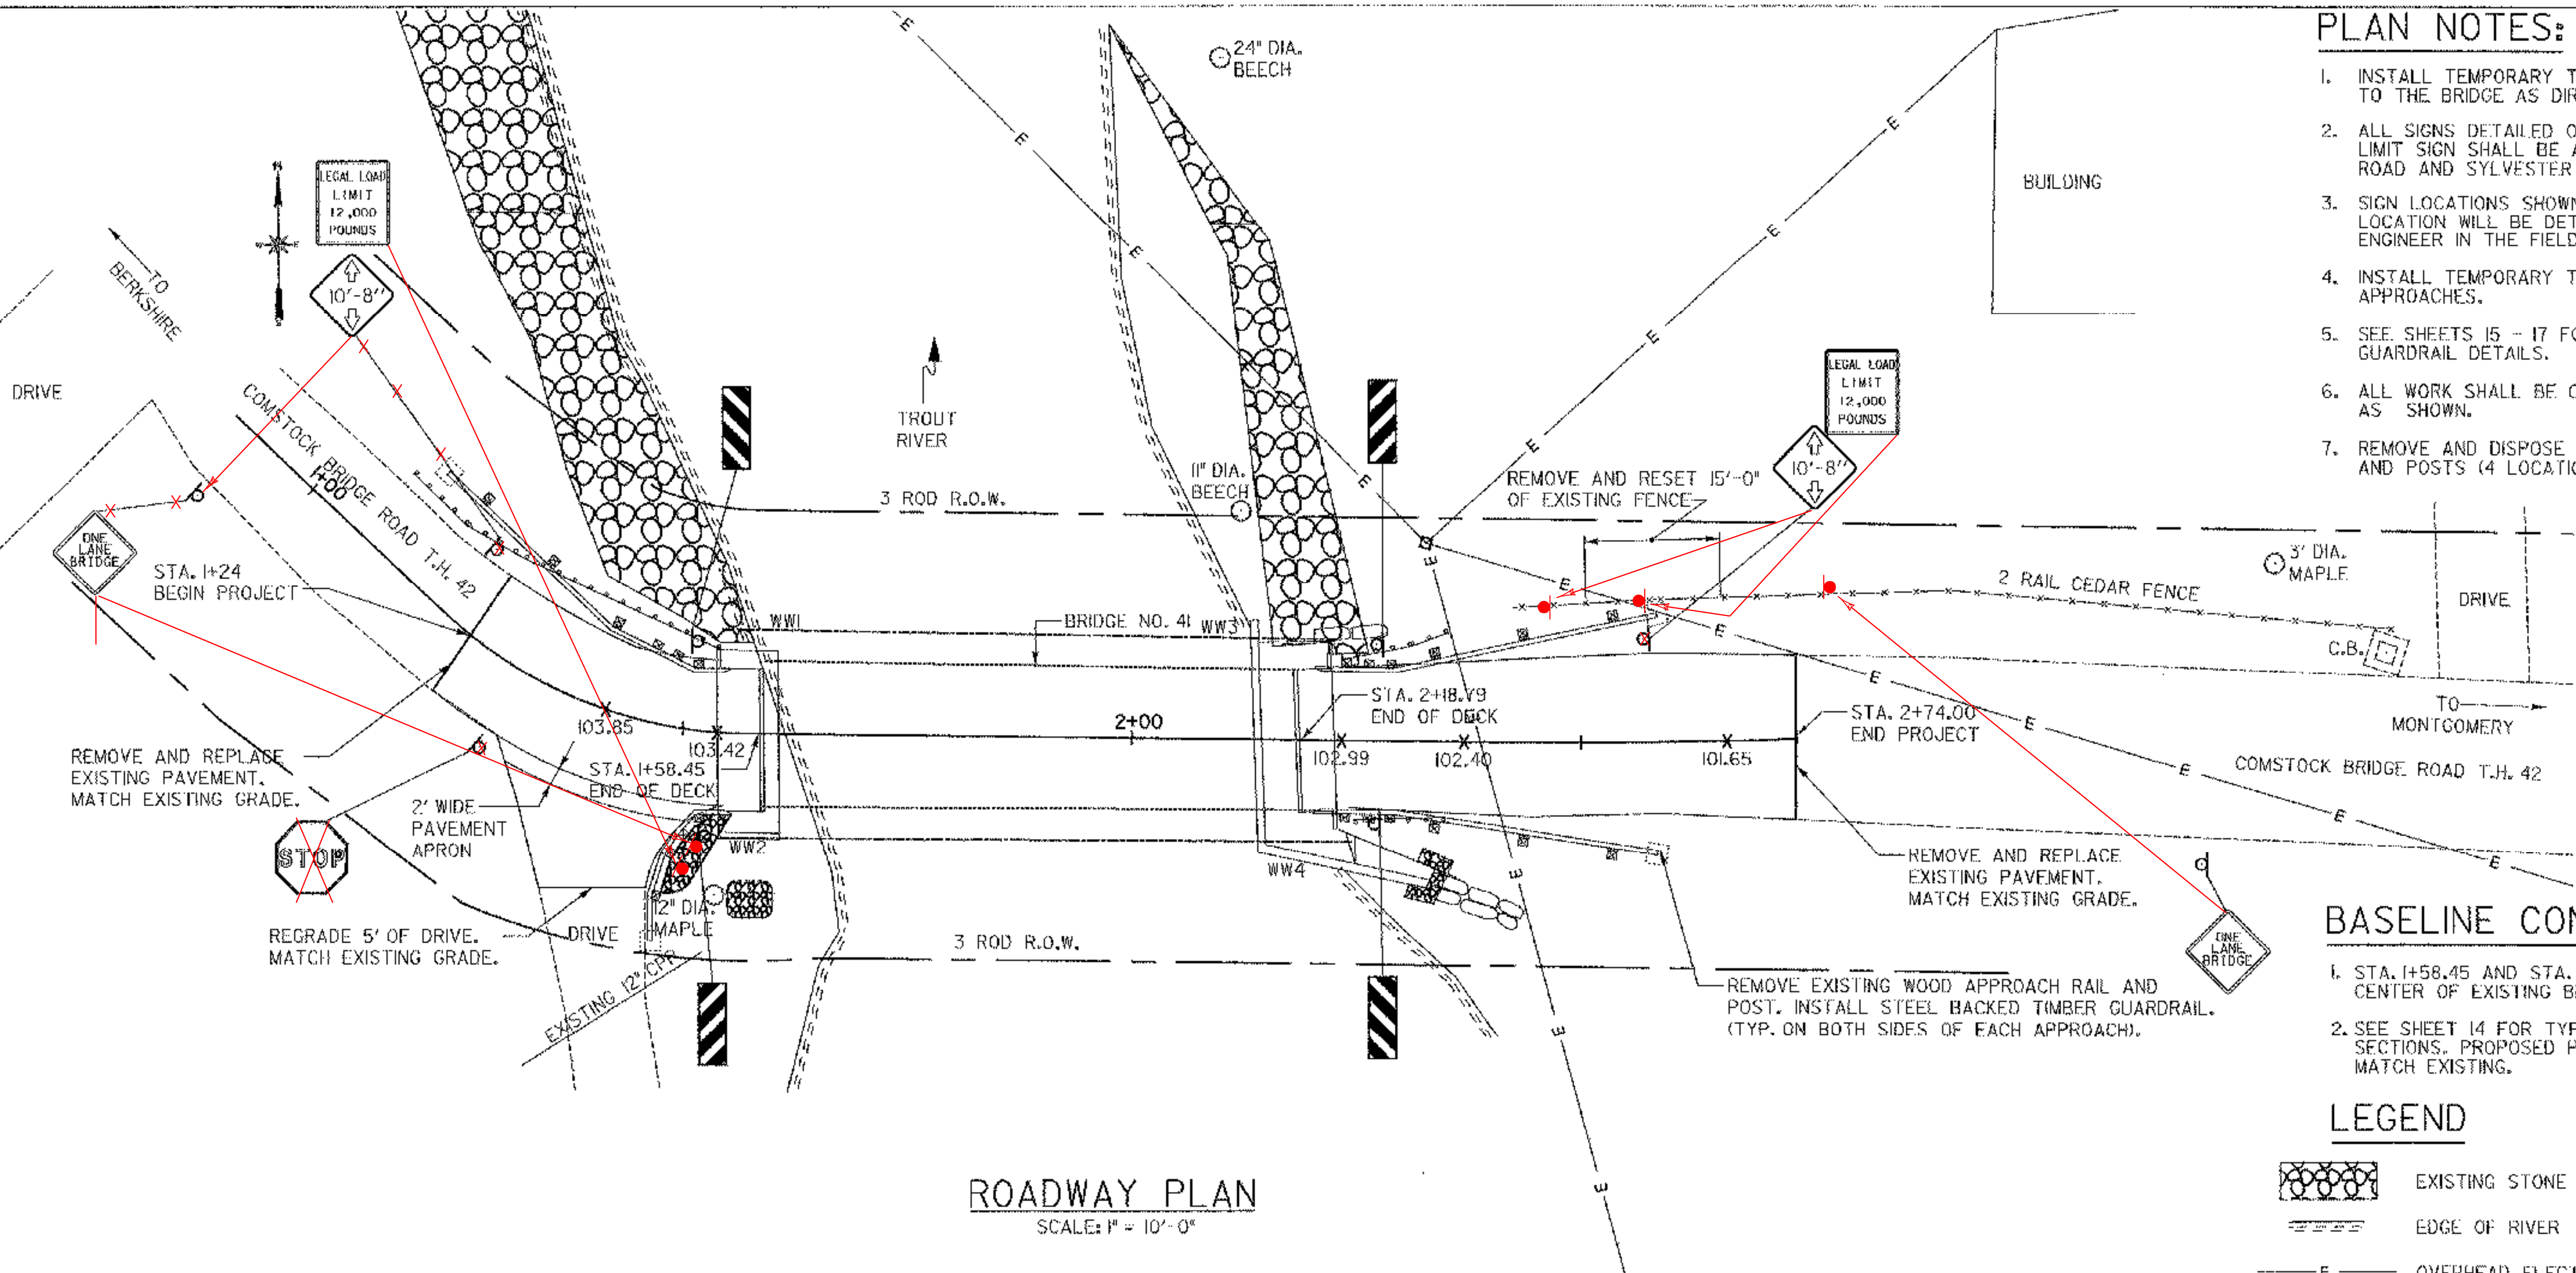 PLAN NOTES:
1. INSTALL TEMPORARY T
TO THE BRIDGE AS DIR
2. ALL SIGNS DETAILED O
LIMIT SIGN SHALL BE A
ROAD AND SYLVESTER
3. SIGN LOCATIONS SHOWN
LOCATION WILL BE DET
ENGINEER IN THE FIELD
4. INSTALL TEMPORARY T
APPROACHES.
5. SEE SHEETS 15 - 17 FO
GUARDRAIL DETAILS.
6. ALL WORK SHALL BE C
AS SHOWN.
7. REMOVE AND DISPOSE
AND POSTS (4 LOCATIO
24" DIA.
BEECH
BUILDING
LEGAL LOAD
LIMIT
12,000
POUNDS
10'-8"
TO
BERKSHIRE
DRIVE
COMSTOCK BRIDGE ROAD T.H. 42
1+00
ONE
LANE
BRIDGE
STA. 1+24
BEGIN PROJECT
TROUT
RIVER
11" DIA.
BEECH
3 ROD R.O.W.
REMOVE AND RESET 15'-0"
OF EXISTING FENCE
LEGAL LOAD
LIMIT
12,000
POUNDS
10'-8"
2 RAIL CEDAR FENCE
3' DIA.
MAPLE
DRIVE
C.B.
TO
MONTGOMERY
COMSTOCK BRIDGE ROAD T.H. 42
WW1
BRIDGE NO. 41
WW3
STA. 2+18.79
END OF DECK
STA. 2+74.00
END PROJECT
103.85
103.42
2+00
102.99
102.40
101.65
STA. 1+58.45
END OF DECK
REMOVE AND REPLACE
EXISTING PAVEMENT.
MATCH EXISTING GRADE.
2' WIDE
PAVEMENT
APRON
STOP
WW2
WW4
12" DIA.
MAPLE
REGRADE 5' OF DRIVE.
MATCH EXISTING GRADE.
DRIVE
EXISTING 12" CPP
3 ROD R.O.W.
REMOVE AND REPLACE
EXISTING PAVEMENT.
MATCH EXISTING GRADE.
REMOVE EXISTING WOOD APPROACH RAIL AND
POST. INSTALL STEEL BACKED TIMBER GUARDRAIL.
(TYP. ON BOTH SIDES OF EACH APPROACH).
ONE
LANE
BRIDGE
BASELINE CON
1. STA. 1+58.45 AND STA.
CENTER OF EXISTING B
2. SEE SHEET 14 FOR TYP
SECTIONS. PROPOSED P
MATCH EXISTING.
LEGEND
EXISTING STONE
EDGE OF RIVER
OVERHEAD ELECT
ROADWAY PLAN
SCALE: 1" = 10'-0"